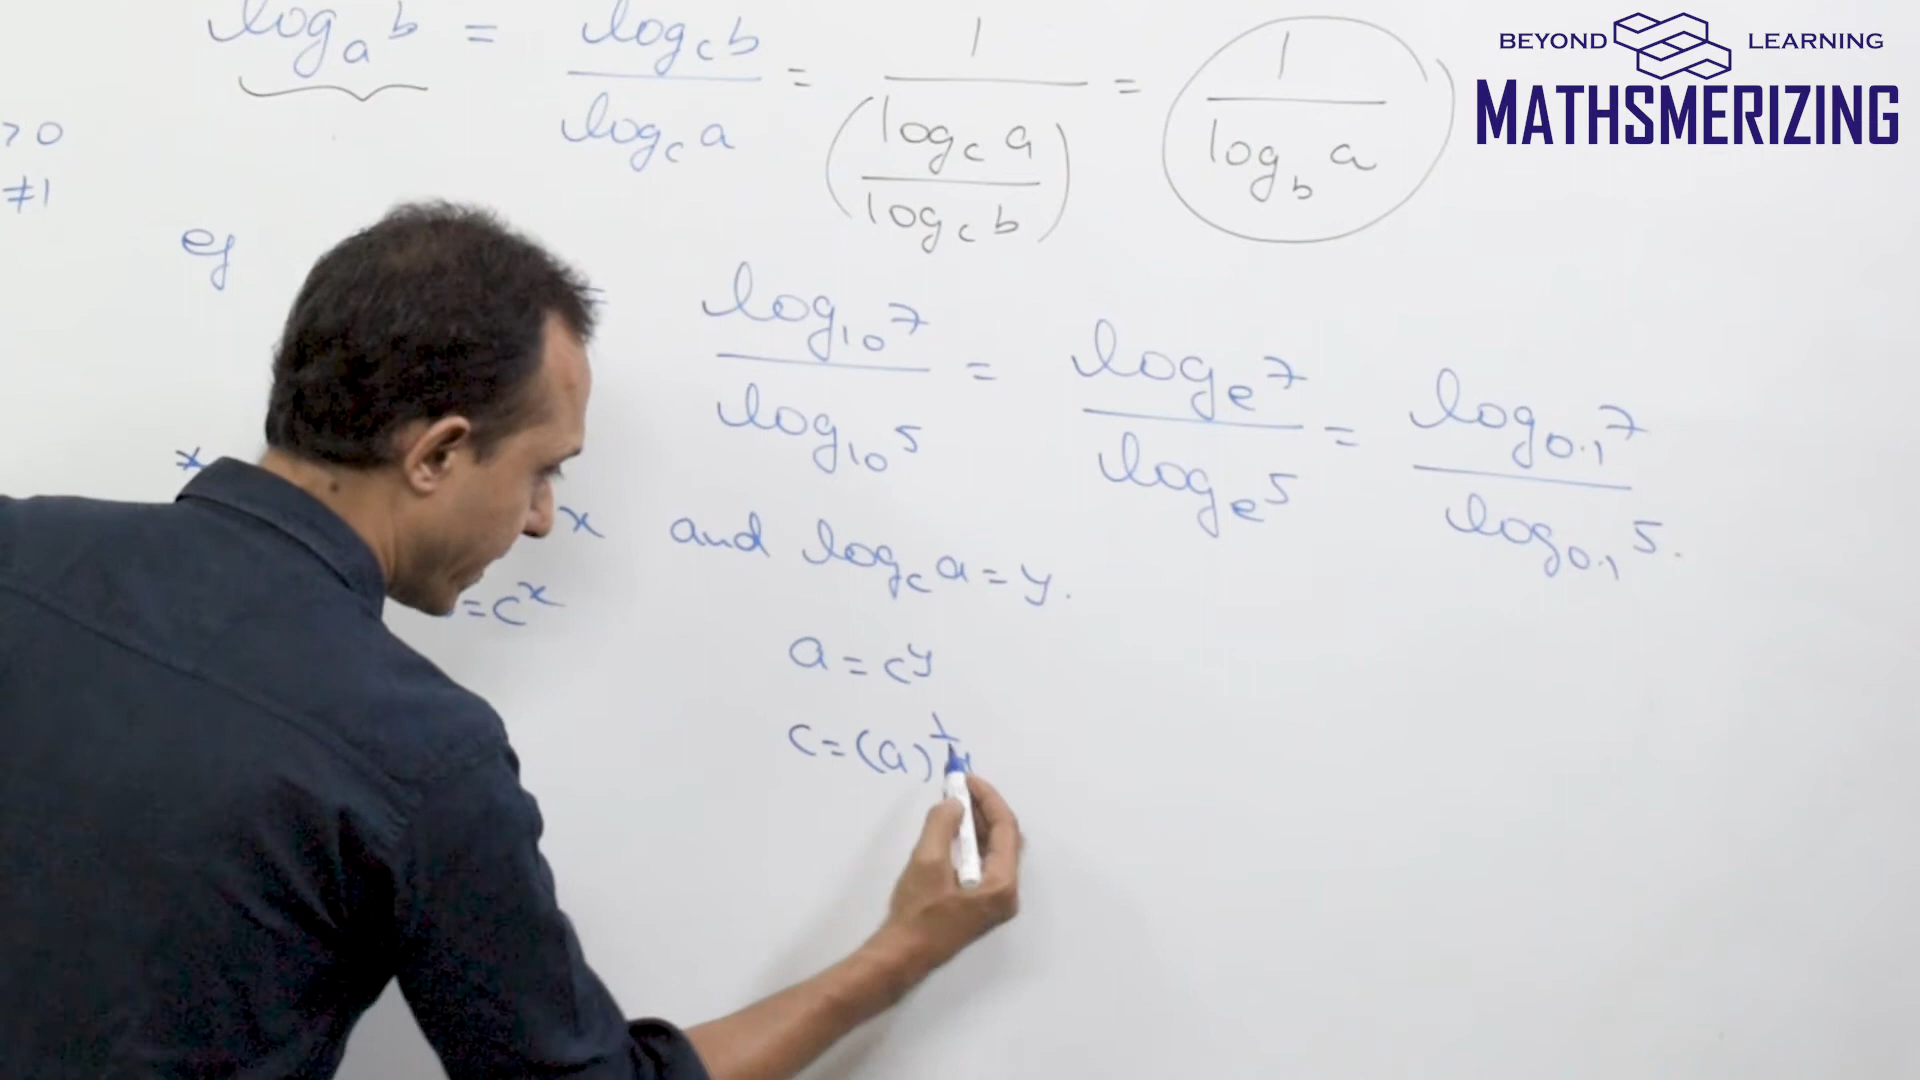 BEYOND LEARNING
MATHSMERIZING
log_a b = log_c b / log_c a = 1 / (log_c a / log_c b) = 1 / log_b a
>0
≠1
eg = log_10 7 / log_10 5 = log_e 7 / log_e 5 = log_0.1 7 / log_0.1 5.
*
x and log_c a = y.
= c^x
a = c^y
c = (a)^1/y